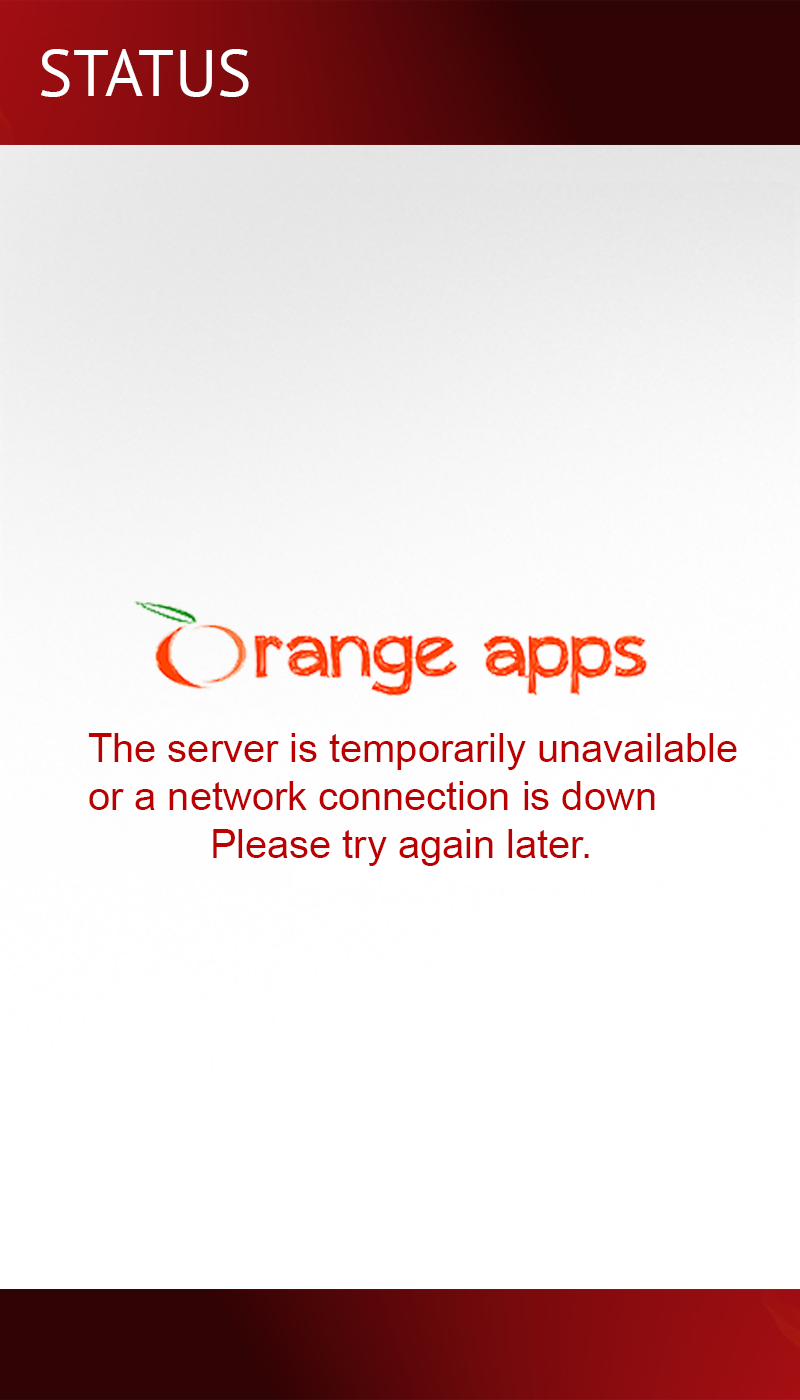 STATUS
Orange apps
The server is temporarily unavailable
or a network connection is down
Please try again later.